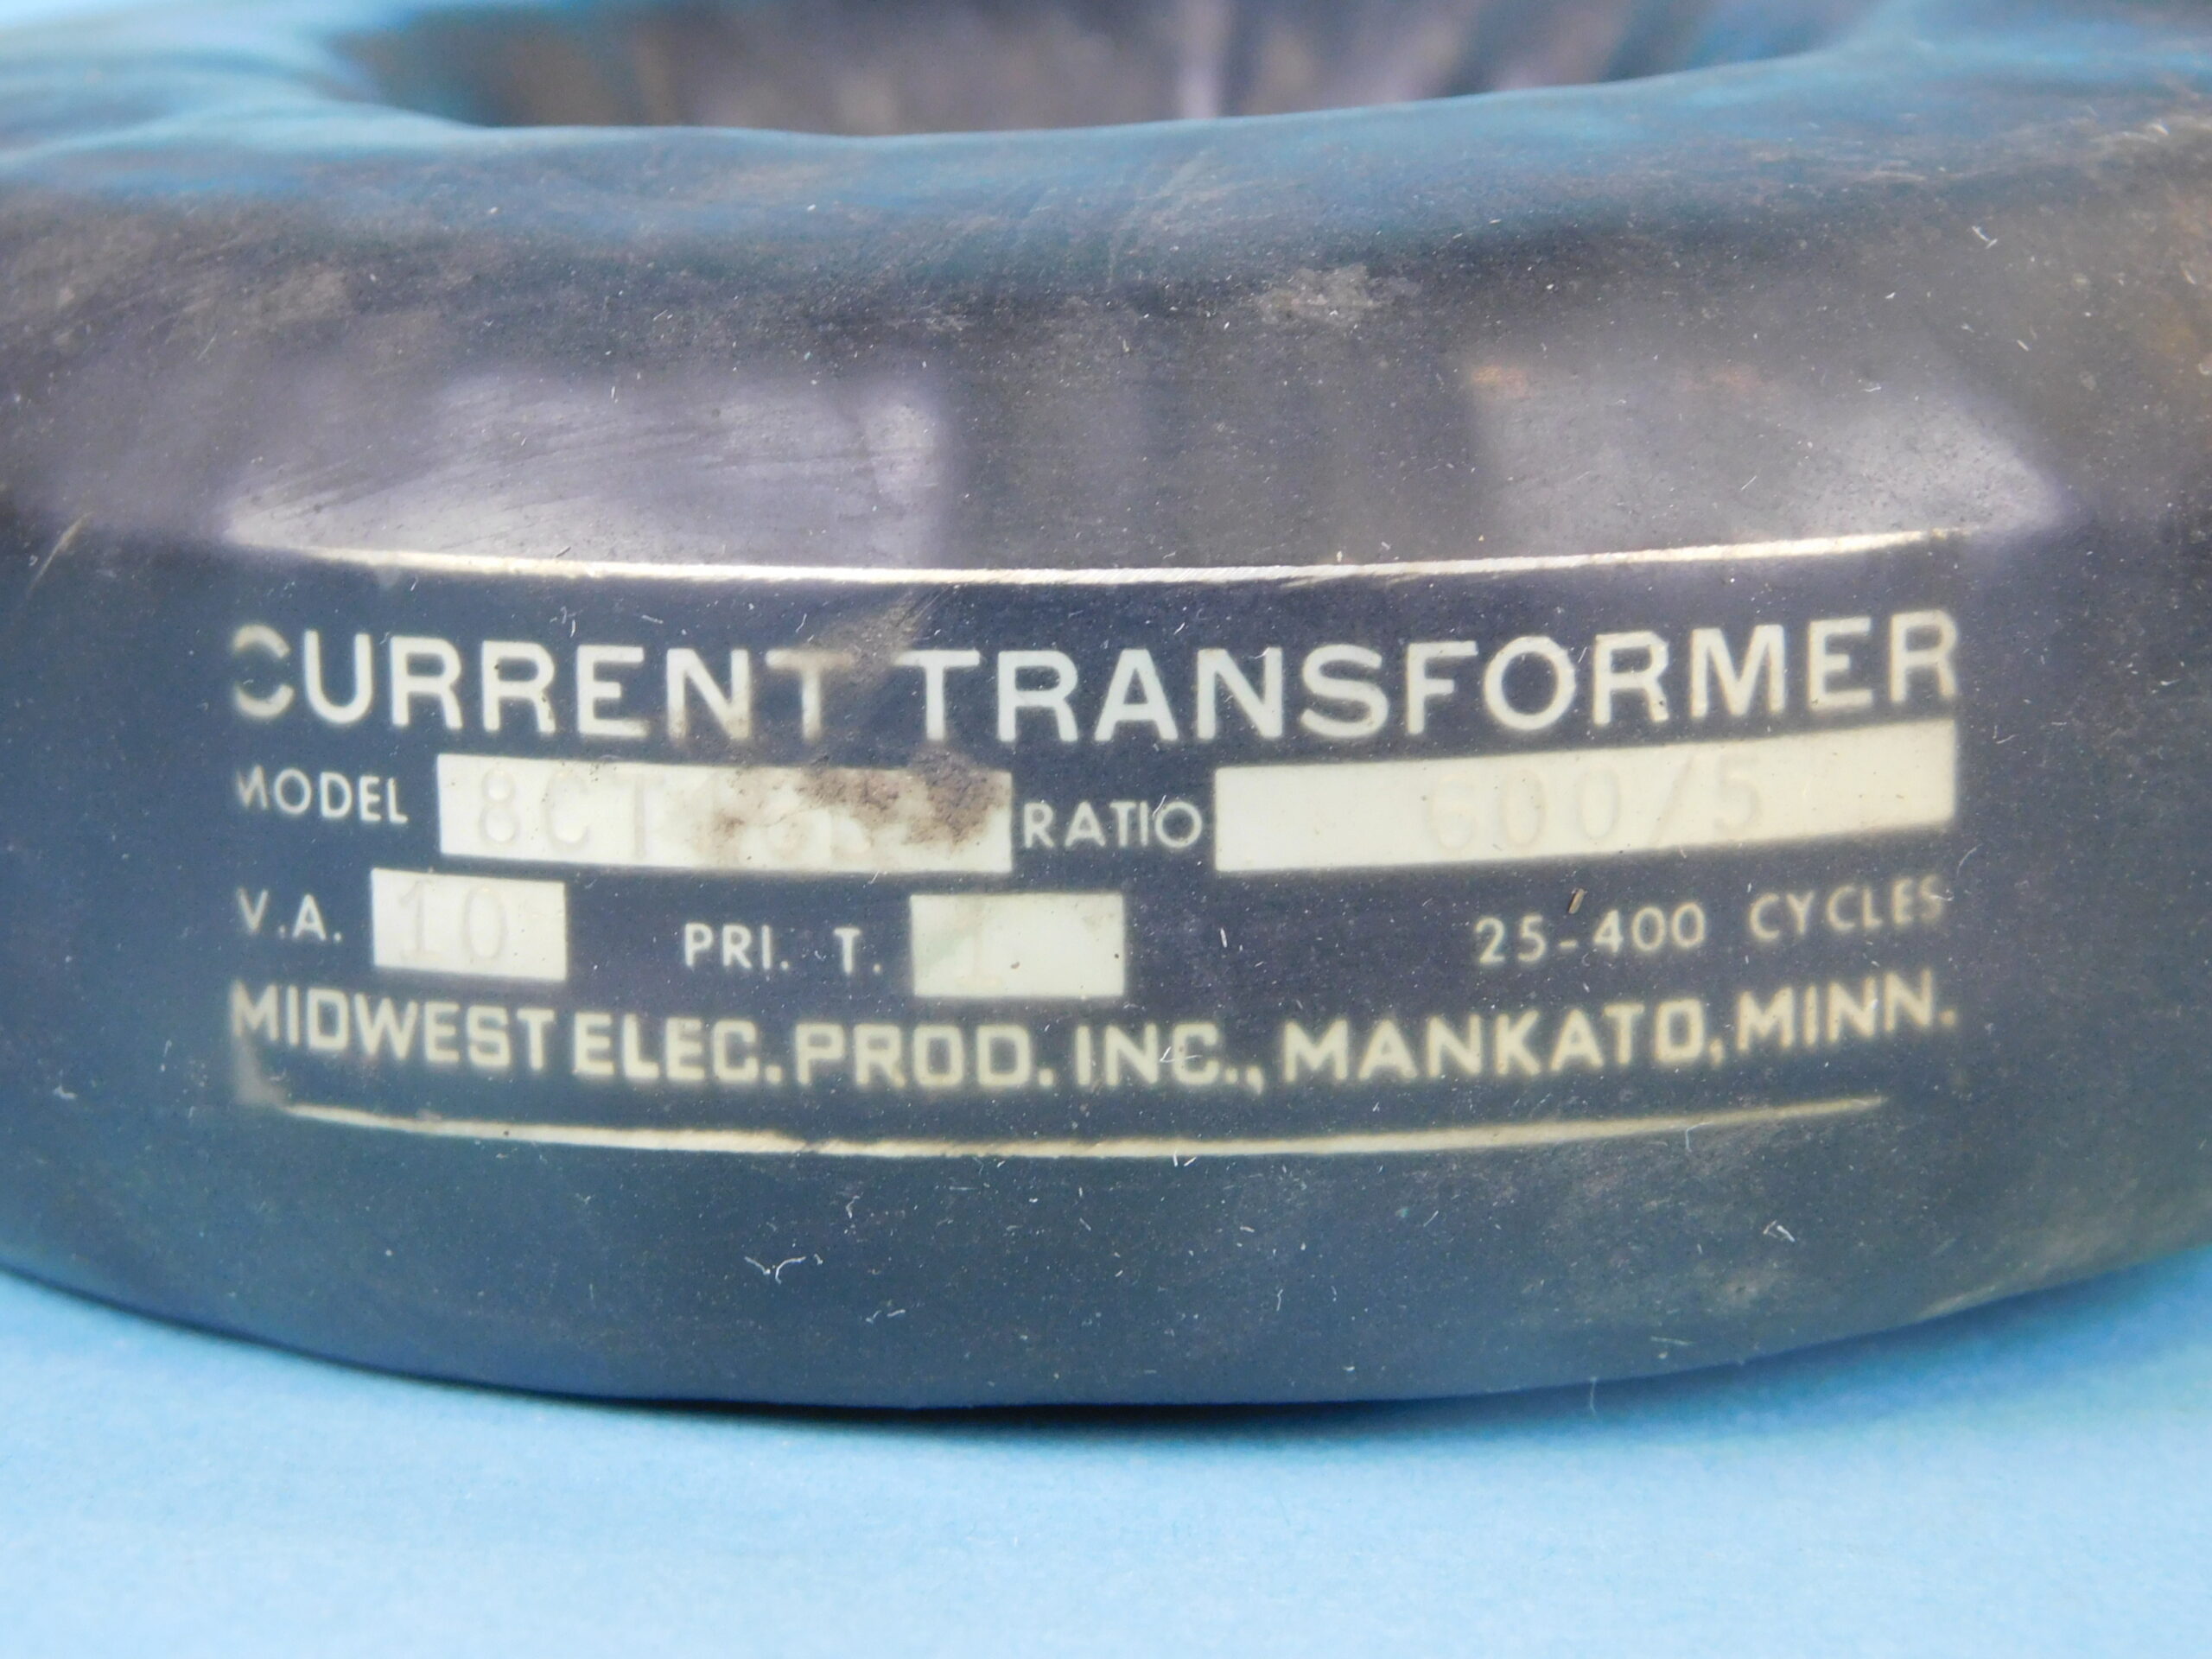 CURRENT TRANSFORMER
MODEL RATIO 600/5
V.A. 10 PRI. T. 1 25-400 CYCLES
MIDWEST ELEC. PROD. INC., MANKATO, MINN.